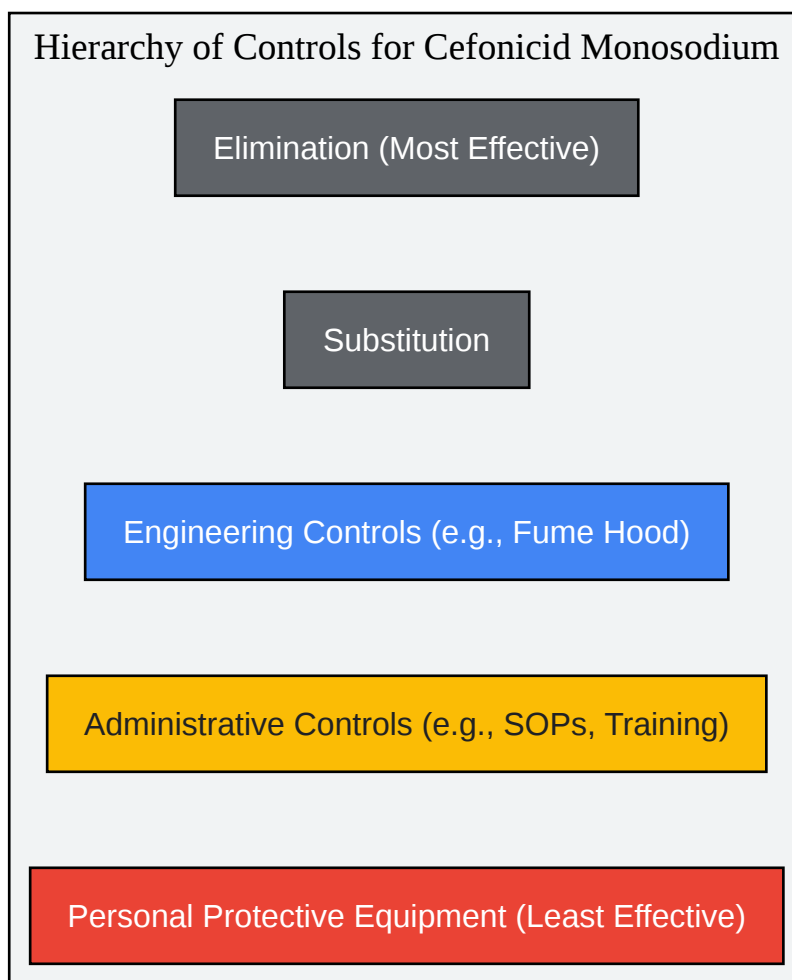 Hierarchy of Controls for Cefonicid Monosodium
Elimination (Most Effective)
Substitution
Engineering Controls (e.g., Fume Hood)
Administrative Controls (e.g., SOPs, Training)
Personal Protective Equipment (Least Effective)